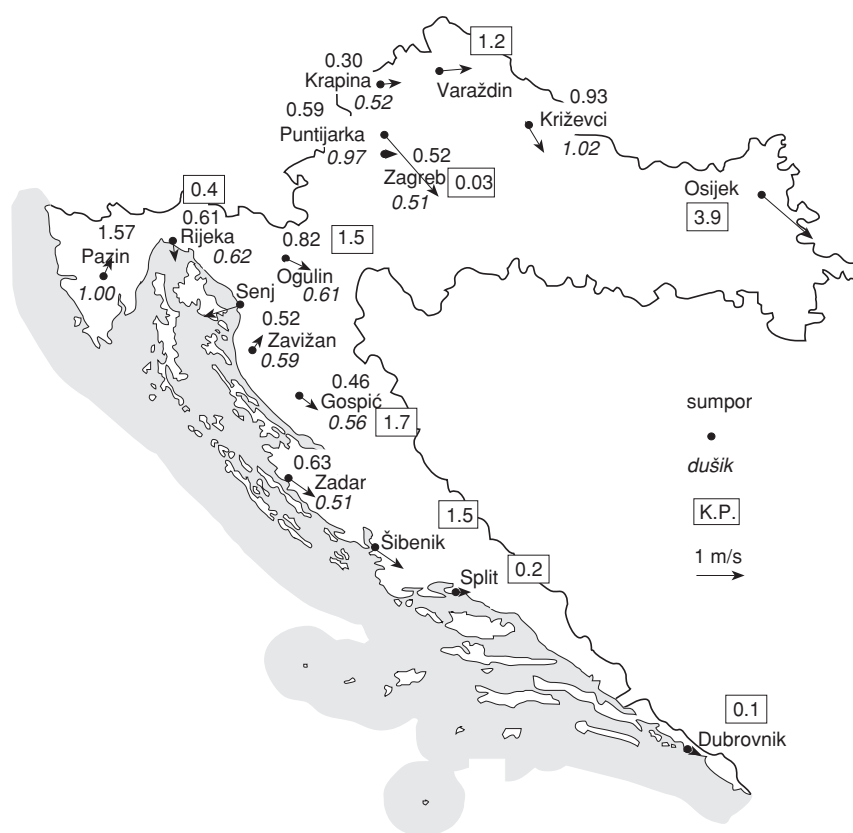 1.2
0.30
Krapina
0.52
Varaždin
0.93
Križevci
1.02
0.59
Puntijarka
0.97
0.52
Zagreb
0.03
0.51
Osijek
3.9
0.4
0.61
Rijeka
0.62
1.57
Pazin
1.00
0.82
1.5
Ogulin
0.61
Senj
0.52
Zavižan
0.59
0.46
Gospić
0.56
1.7
0.63
Zadar
0.51
1.5
Šibenik
0.2
Split
0.1
Dubrovnik
sumpor
dušik
K.P.
1 m/s